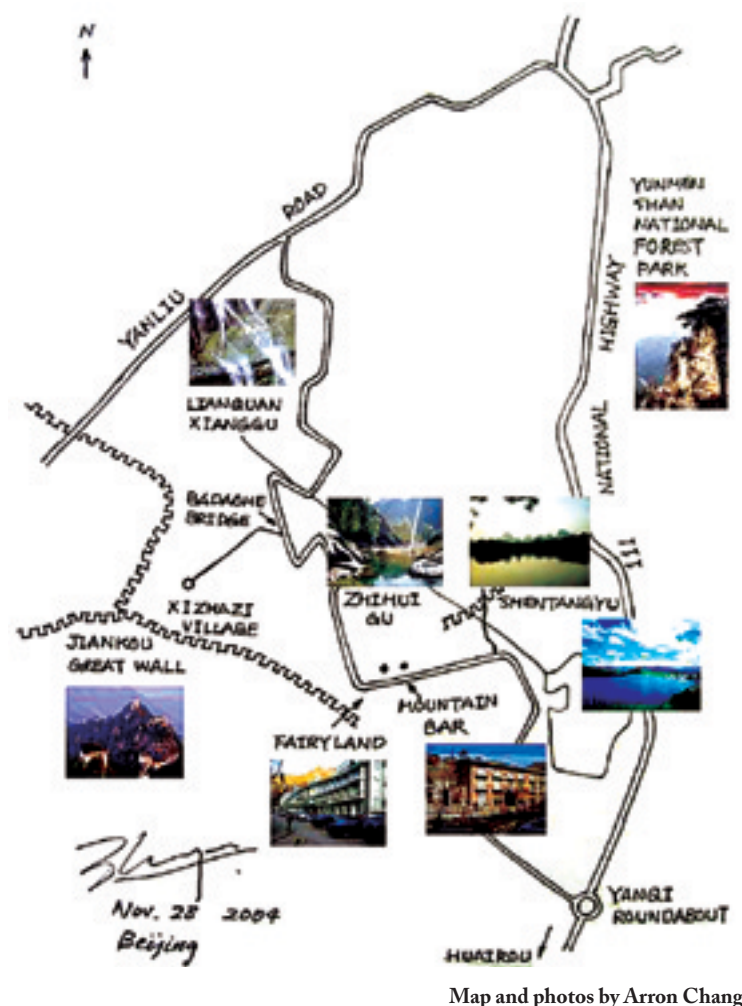 N
YUNMEN
SHAN
NATIONAL
FOREST
PARK
ROAD
YANLIU
HIGHWAY
NATIONAL
111
LIANQUAN
XIANGGU
BADAOHE
BRIDGE
XIZHAZI
VILLAGE
ZHIHUI
GU
SHENTANGYU
JIANKOU
GREAT WALL
MOUNTAIN
BAR
FAIRYLAND
Nov. 28 2004
Beijing
YANQI
ROUNDABOUT
HUAIROU
Map and photos by Arron Chang